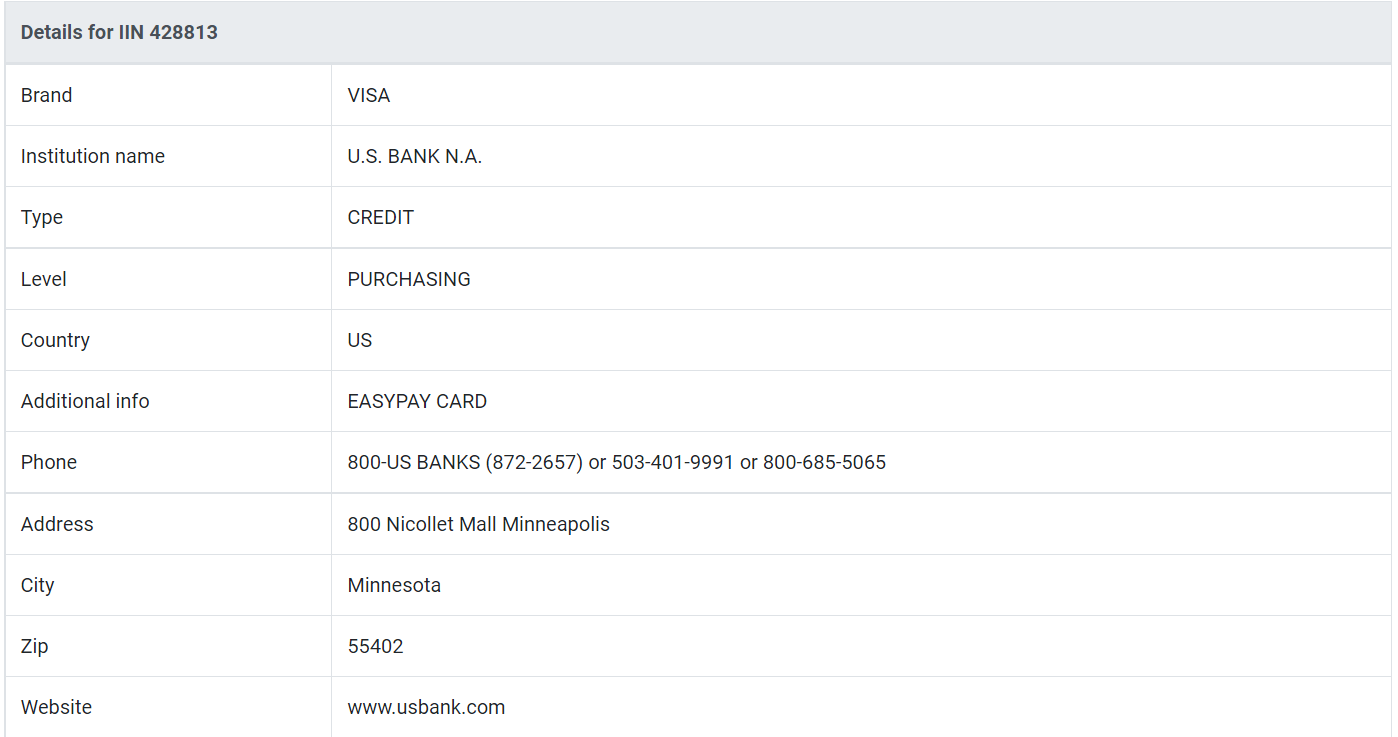 Details for IIN 428813
Brand VISA
Institution name U.S. BANK N.A.
Type CREDIT
Level PURCHASING
Country US
Additional info EASYPAY CARD
Phone 800-US BANKS (872-2657) or 503-401-9991 or 800-685-5065
Address 800 Nicollet Mall Minneapolis
City Minnesota
Zip 55402
Website www.usbank.com